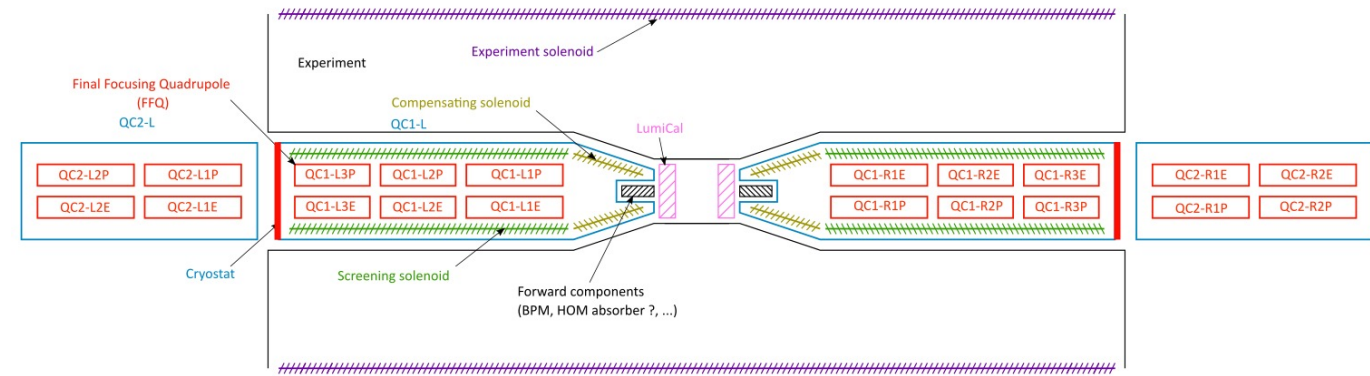 Experiment solenoid
Experiment
Final Focusing Quadrupole
(FFQ)
QC2-L
Compensating solenoid
QC1-L
LumiCal
QC2-L2P QC2-L1P QC1-L3P QC1-L2P QC1-L1P QC1-R1E QC1-R2E QC1-R3E QC2-R1E QC2-R2E
QC2-L2E QC2-L1E QC1-L3E QC1-L2E QC1-L1E QC1-R1P QC1-R2P QC1-R3P QC2-R1P QC2-R2P
Cryostat
Screening solenoid
Forward components
(BPM, HOM absorber ?, ...)